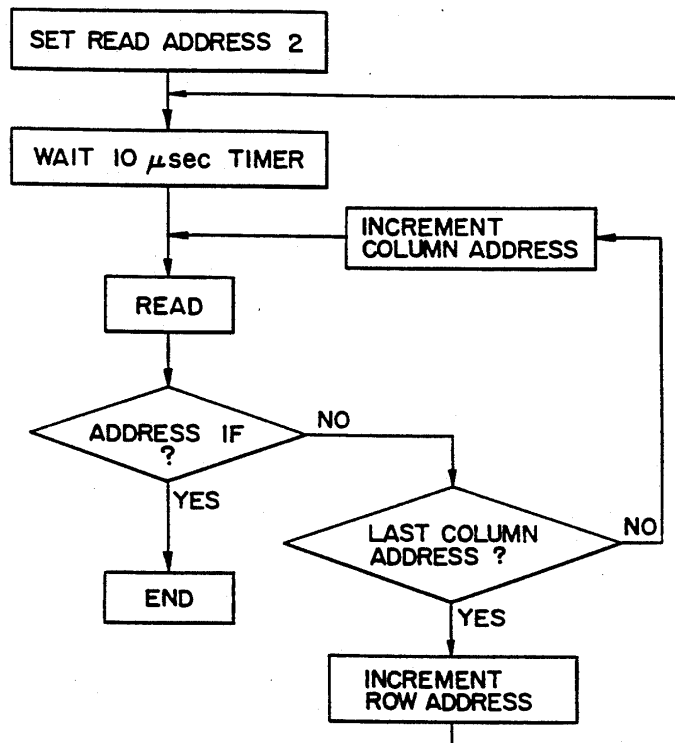 SET READ ADDRESS 2
WAIT 10 μsec TIMER
INCREMENT
COLUMN ADDRESS
READ
ADDRESS 1F
?
NO
YES
LAST COLUMN
ADDRESS ?
NO
END
YES
INCREMENT
ROW ADDRESS